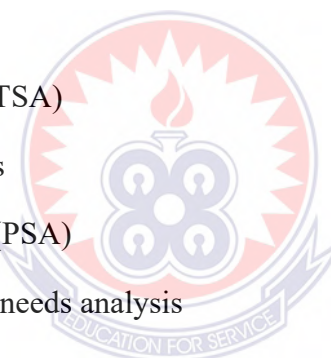 TSA)
s
(PSA)
needs analysis
EDUCATION FOR SERVICE